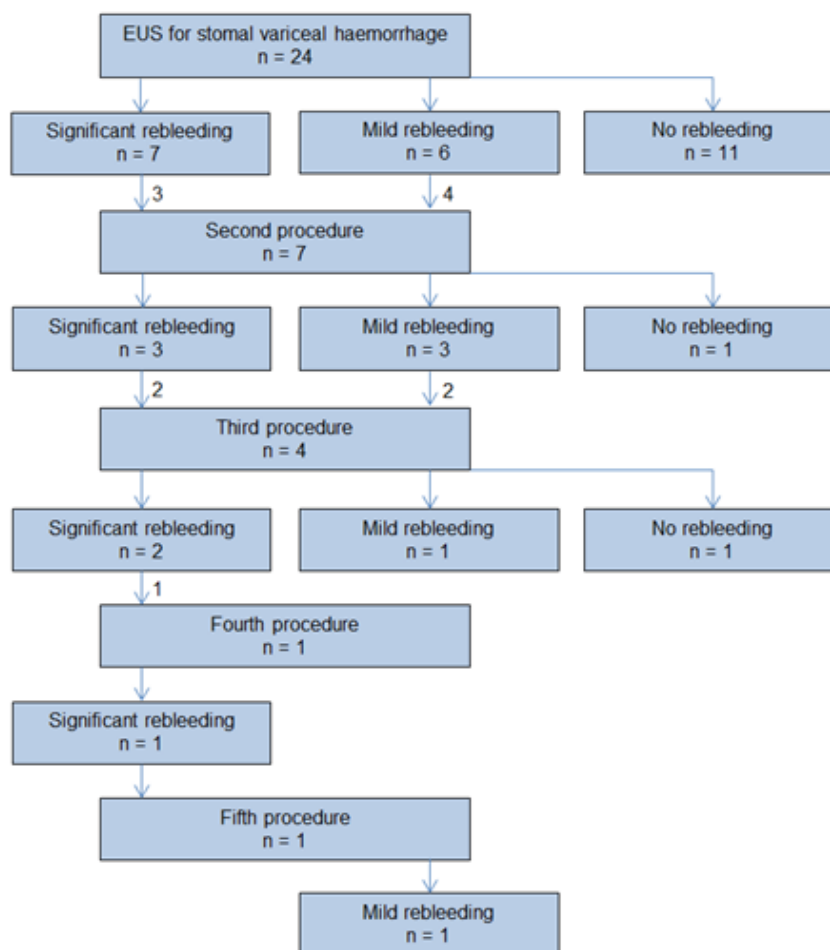 EUS for stomal variceal haemorrhage
n = 24
Significant rebleeding
n = 7
Mild rebleeding
n = 6
No rebleeding
n = 11
3
4
Second procedure
n = 7
Significant rebleeding
n = 3
Mild rebleeding
n = 3
No rebleeding
n = 1
2
2
Third procedure
n = 4
Significant rebleeding
n = 2
Mild rebleeding
n = 1
No rebleeding
n = 1
1
Fourth procedure
n = 1
Significant rebleeding
n = 1
Fifth procedure
n = 1
Mild rebleeding
n = 1